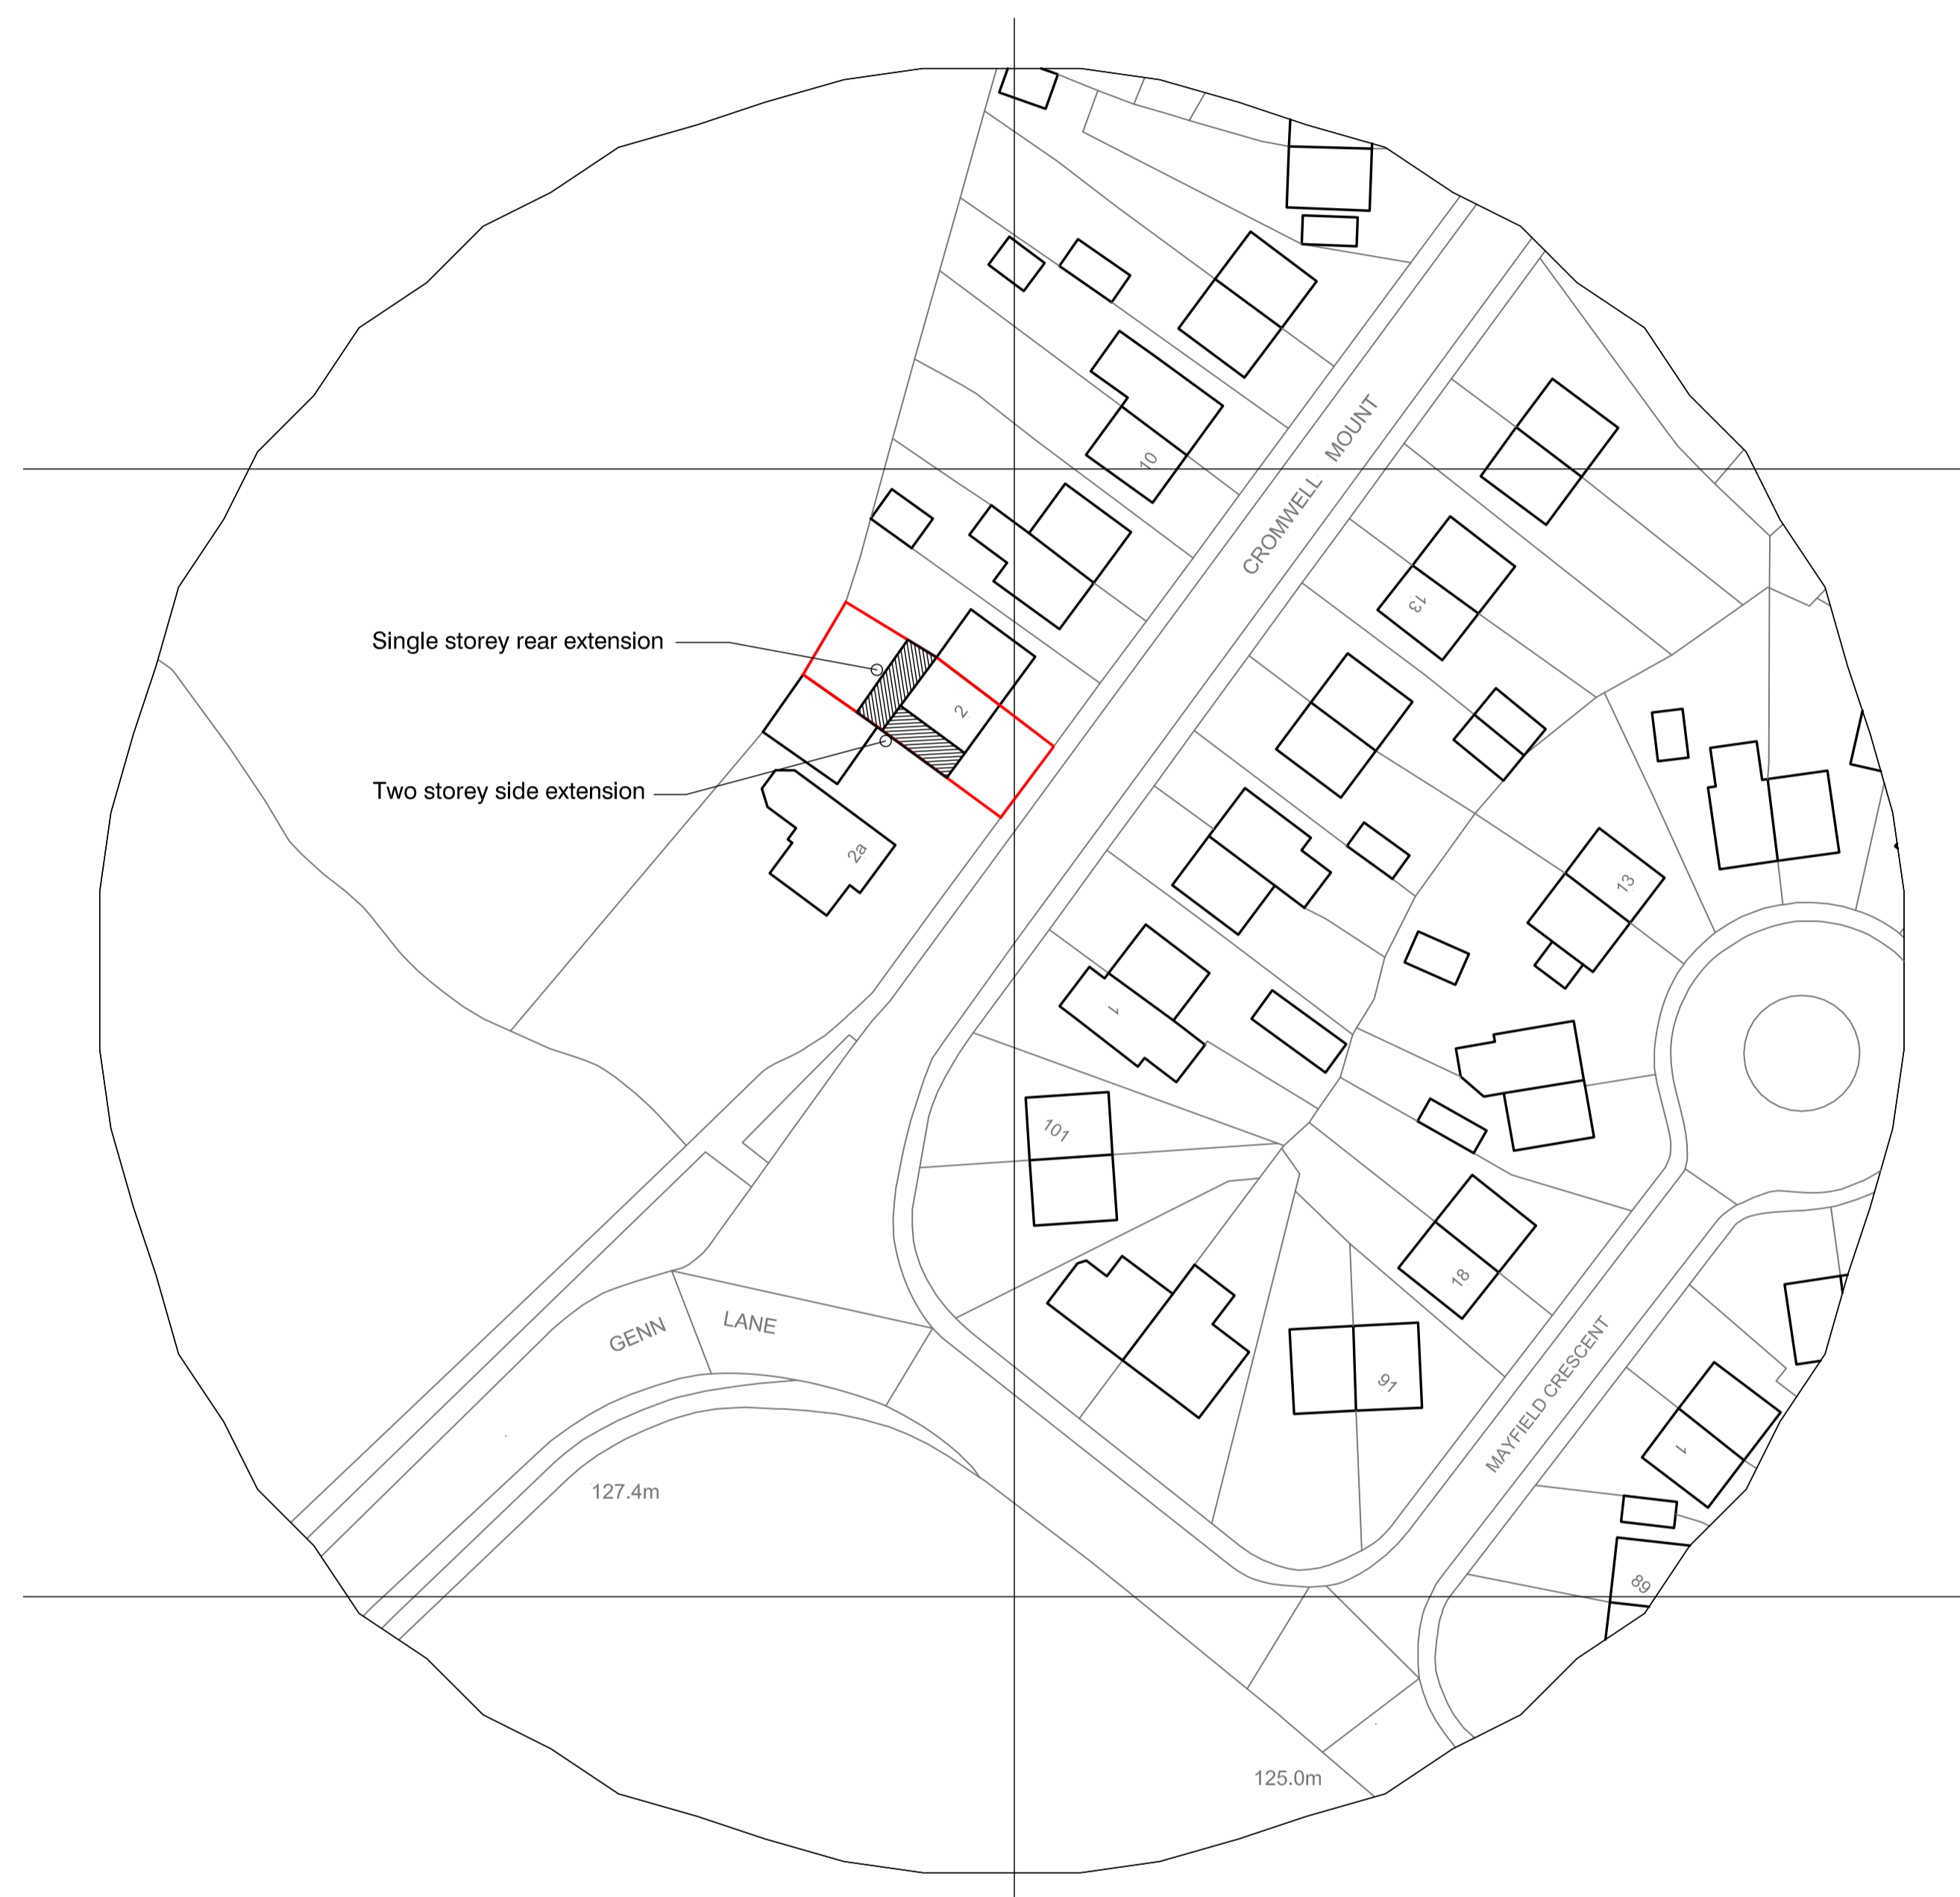 10
CROMWELL MOUNT
13
Single storey rear extension
2
Two storey side extension
2a
13
1
101
18
GENN LANE
91
MAYFIELD CRESCENT
1
127.4m
89
125.0m